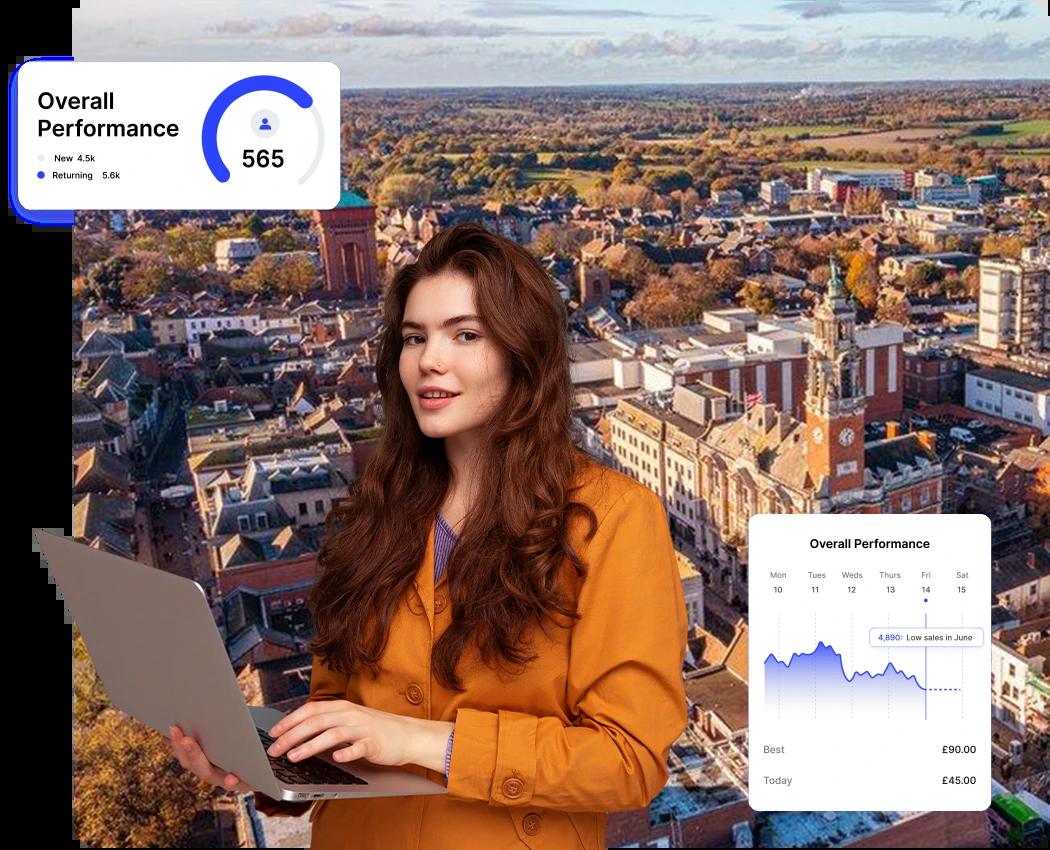 Overall
Performance
New 4.5k
Returning 5.6k
565
Overall Performance
Mon Tues Weds Thurs Fri Sat
10 11 12 13 14 15
4,890: Low sales in June
Best £90.00
Today £45.00